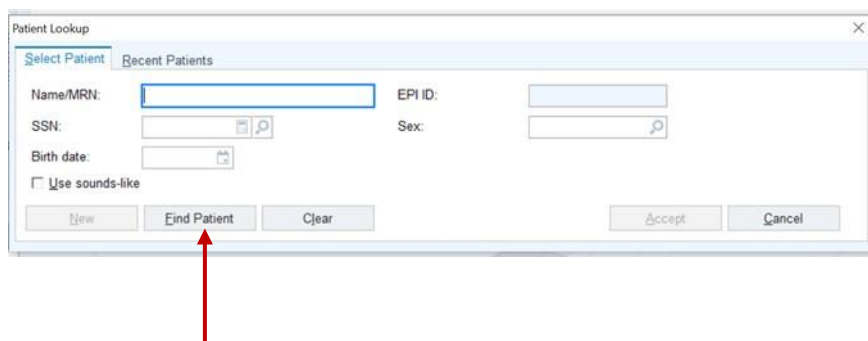 Patient Lookup
Select Patient Recent Patients
Name/MRN: EPI ID:
SSN: Sex:
Birth date:
Use sounds-like
New Find Patient Clear Accept Cancel